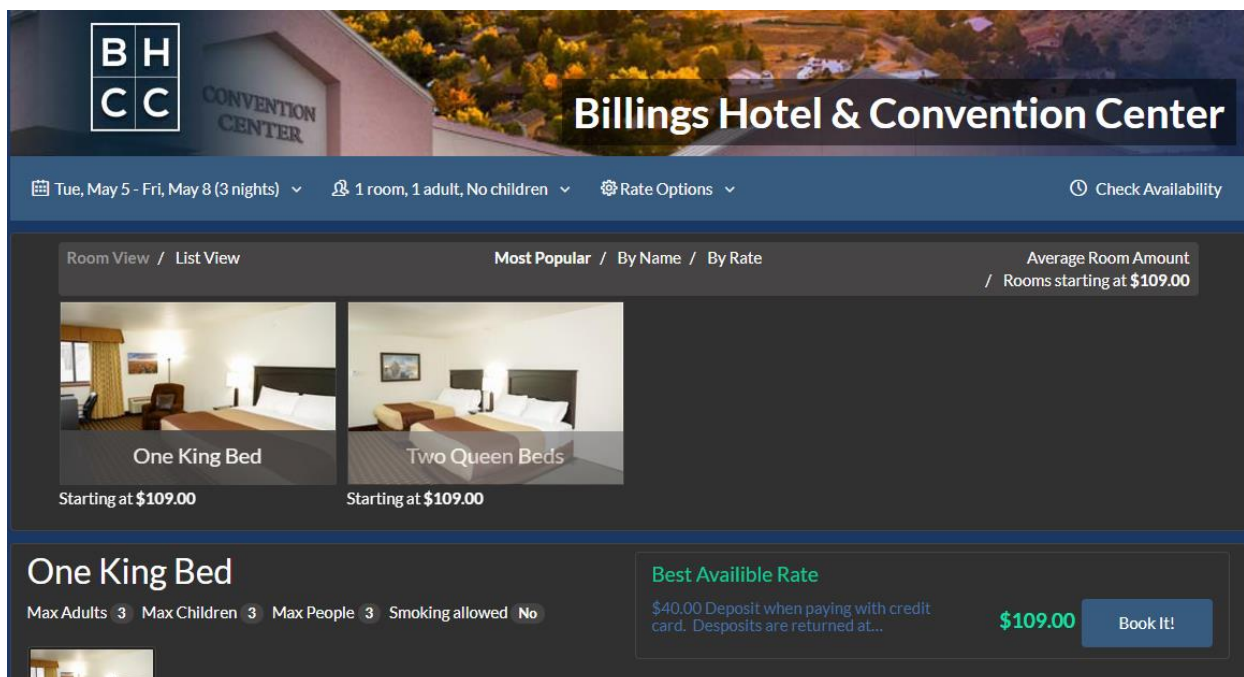 B H
C C
CONVENTION
CENTER
Billings Hotel & Convention Center
Tue, May 5 - Fri, May 8 (3 nights)
1 room, 1 adult, No children
Rate Options
Check Availability
Room View / List View
Most Popular / By Name / By Rate
Average Room Amount
/ Rooms starting at $109.00
One King Bed
Two Queen Beds
Starting at $109.00
Starting at $109.00
One King Bed
Max Adults 3 Max Children 3 Max People 3 Smoking allowed No
Best Availible Rate
$40.00 Deposit when paying with credit
card. Desposits are returned at...
$109.00
Book It!